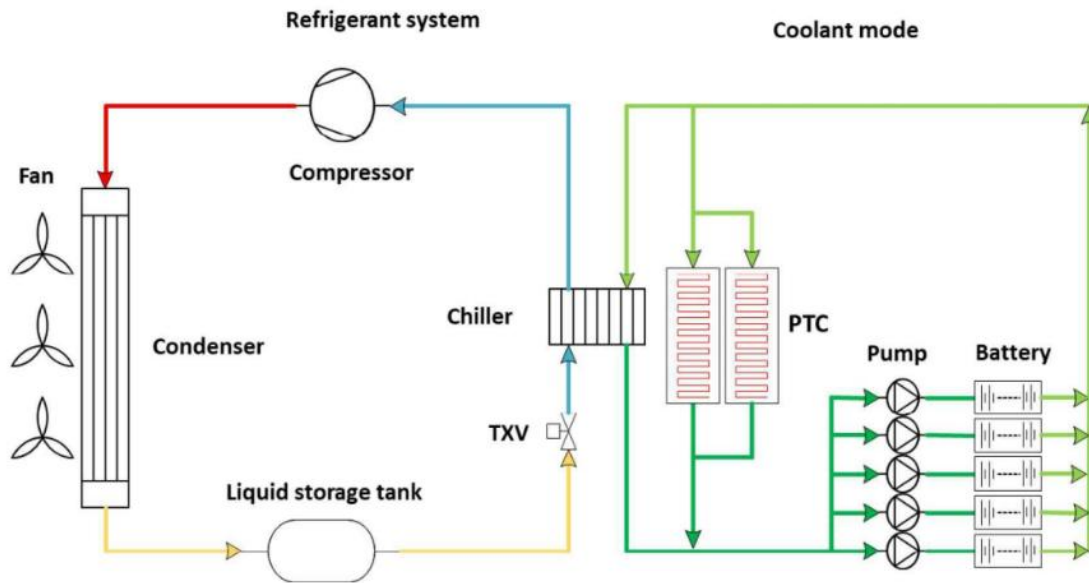 Refrigerant system
Coolant mode
Compressor
Fan
Condenser
Chiller
PTC
Pump
Battery
TXV
Liquid storage tank